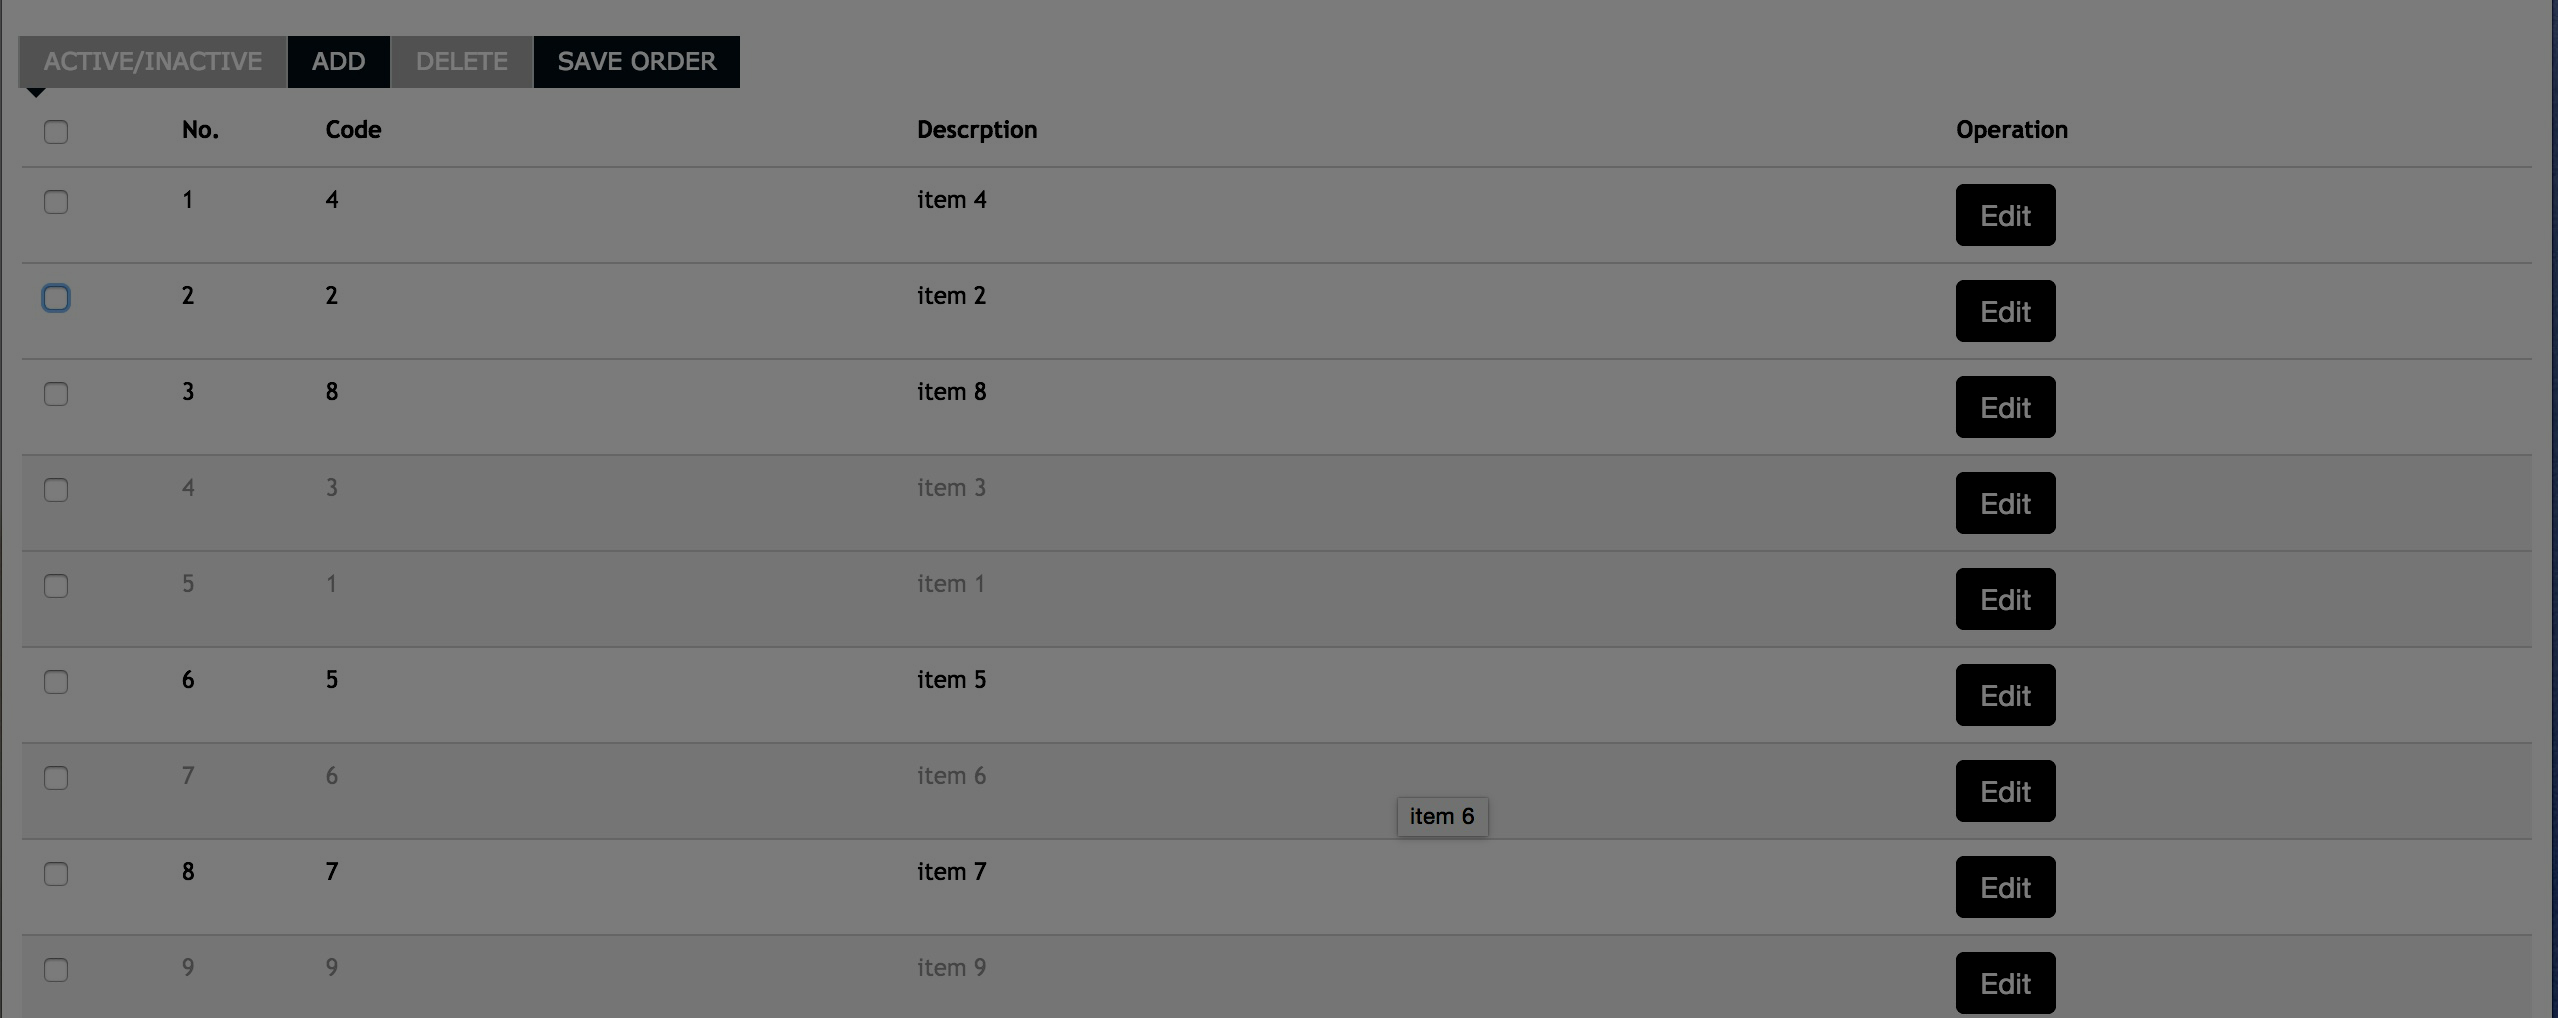 ACTIVE/INACTIVE ADD DELETE SAVE ORDER
No. Code Descrption Operation
1 4 item 4 Edit
2 2 item 2 Edit
3 8 item 8 Edit
4 3 item 3 Edit
5 1 item 1 Edit
6 5 item 5 Edit
7 6 item 6 Edit
item 6
8 7 item 7 Edit
9 9 item 9 Edit